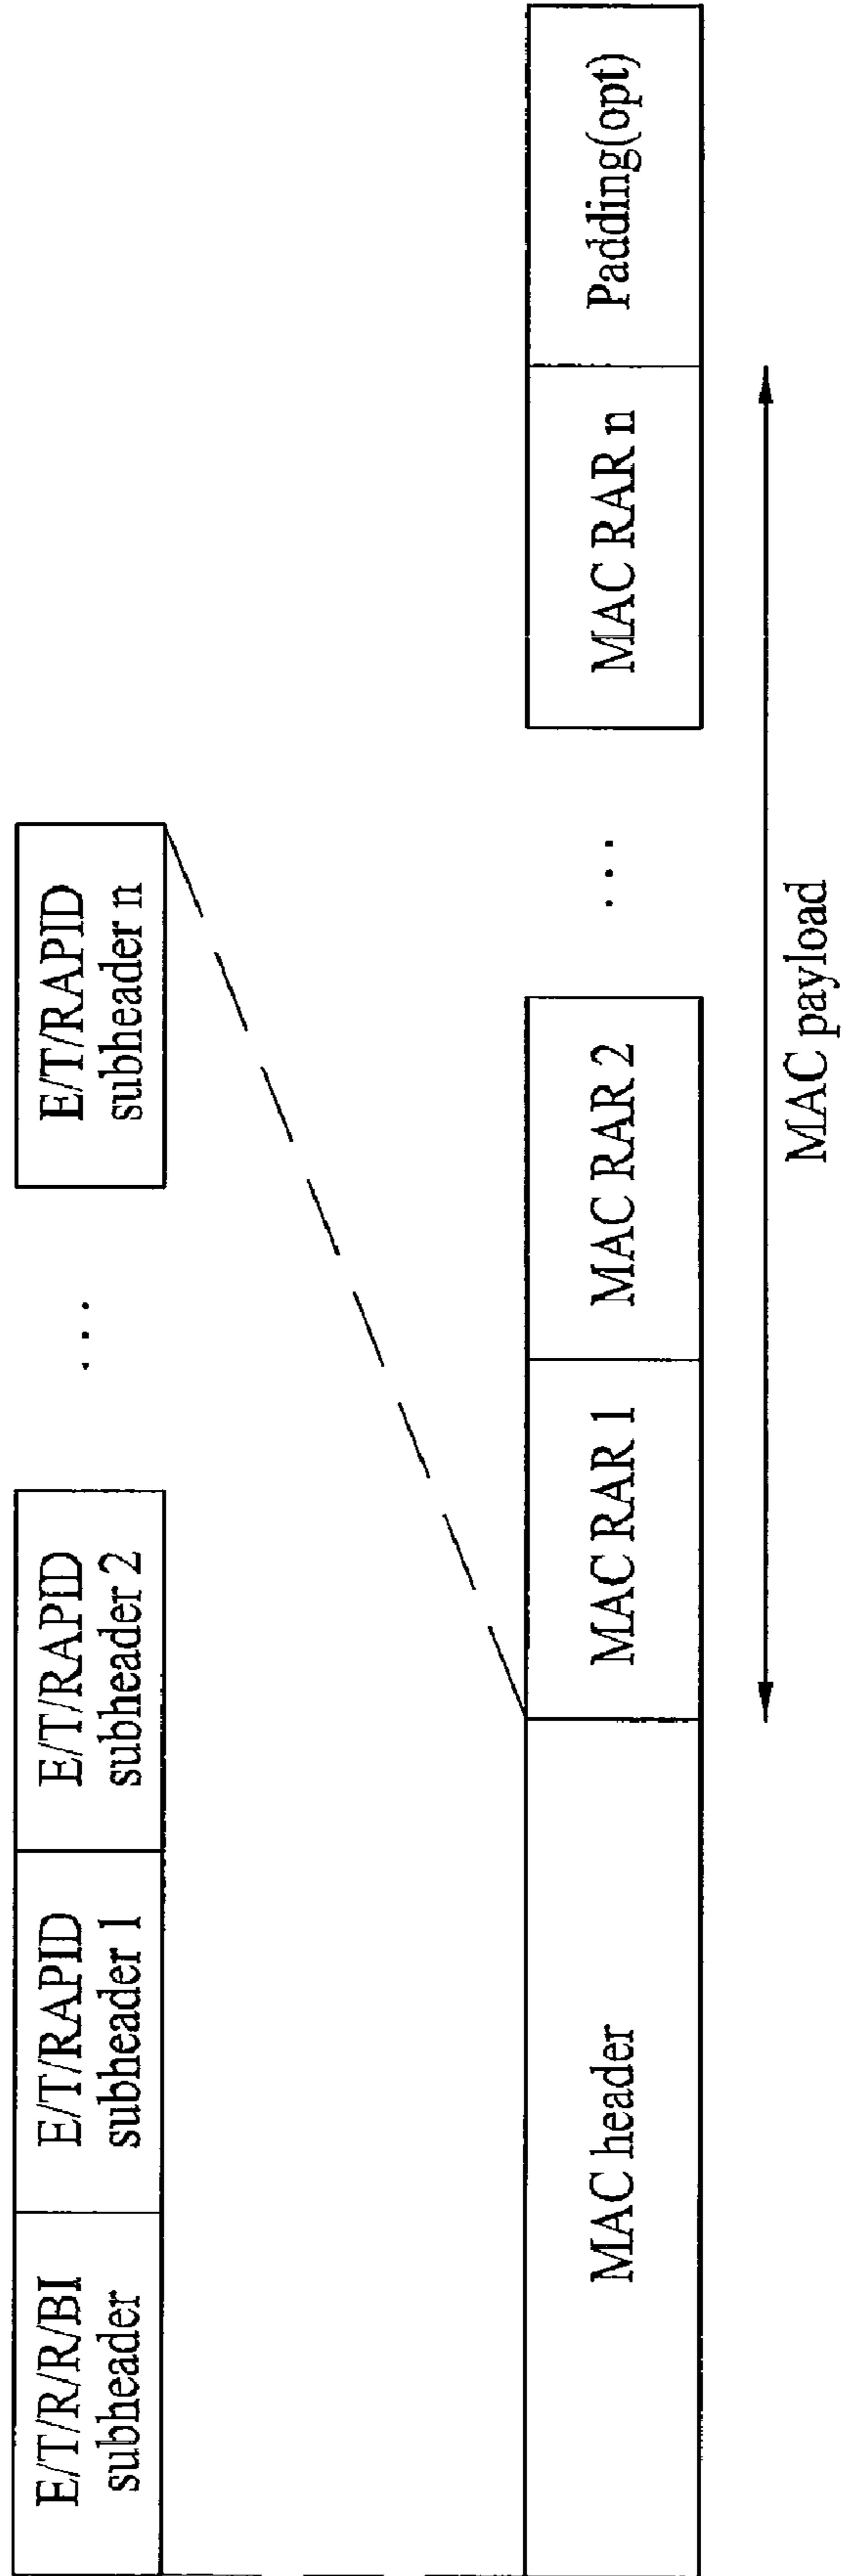 E/T/R/R/BI
subheader
E/T/RAPID
subheader 1
E/T/RAPID
subheader 2
...
E/T/RAPID
subheader n
MAC header
MAC RAR 1
MAC RAR 2
...
MAC RAR n
Padding(opt)
MAC payload